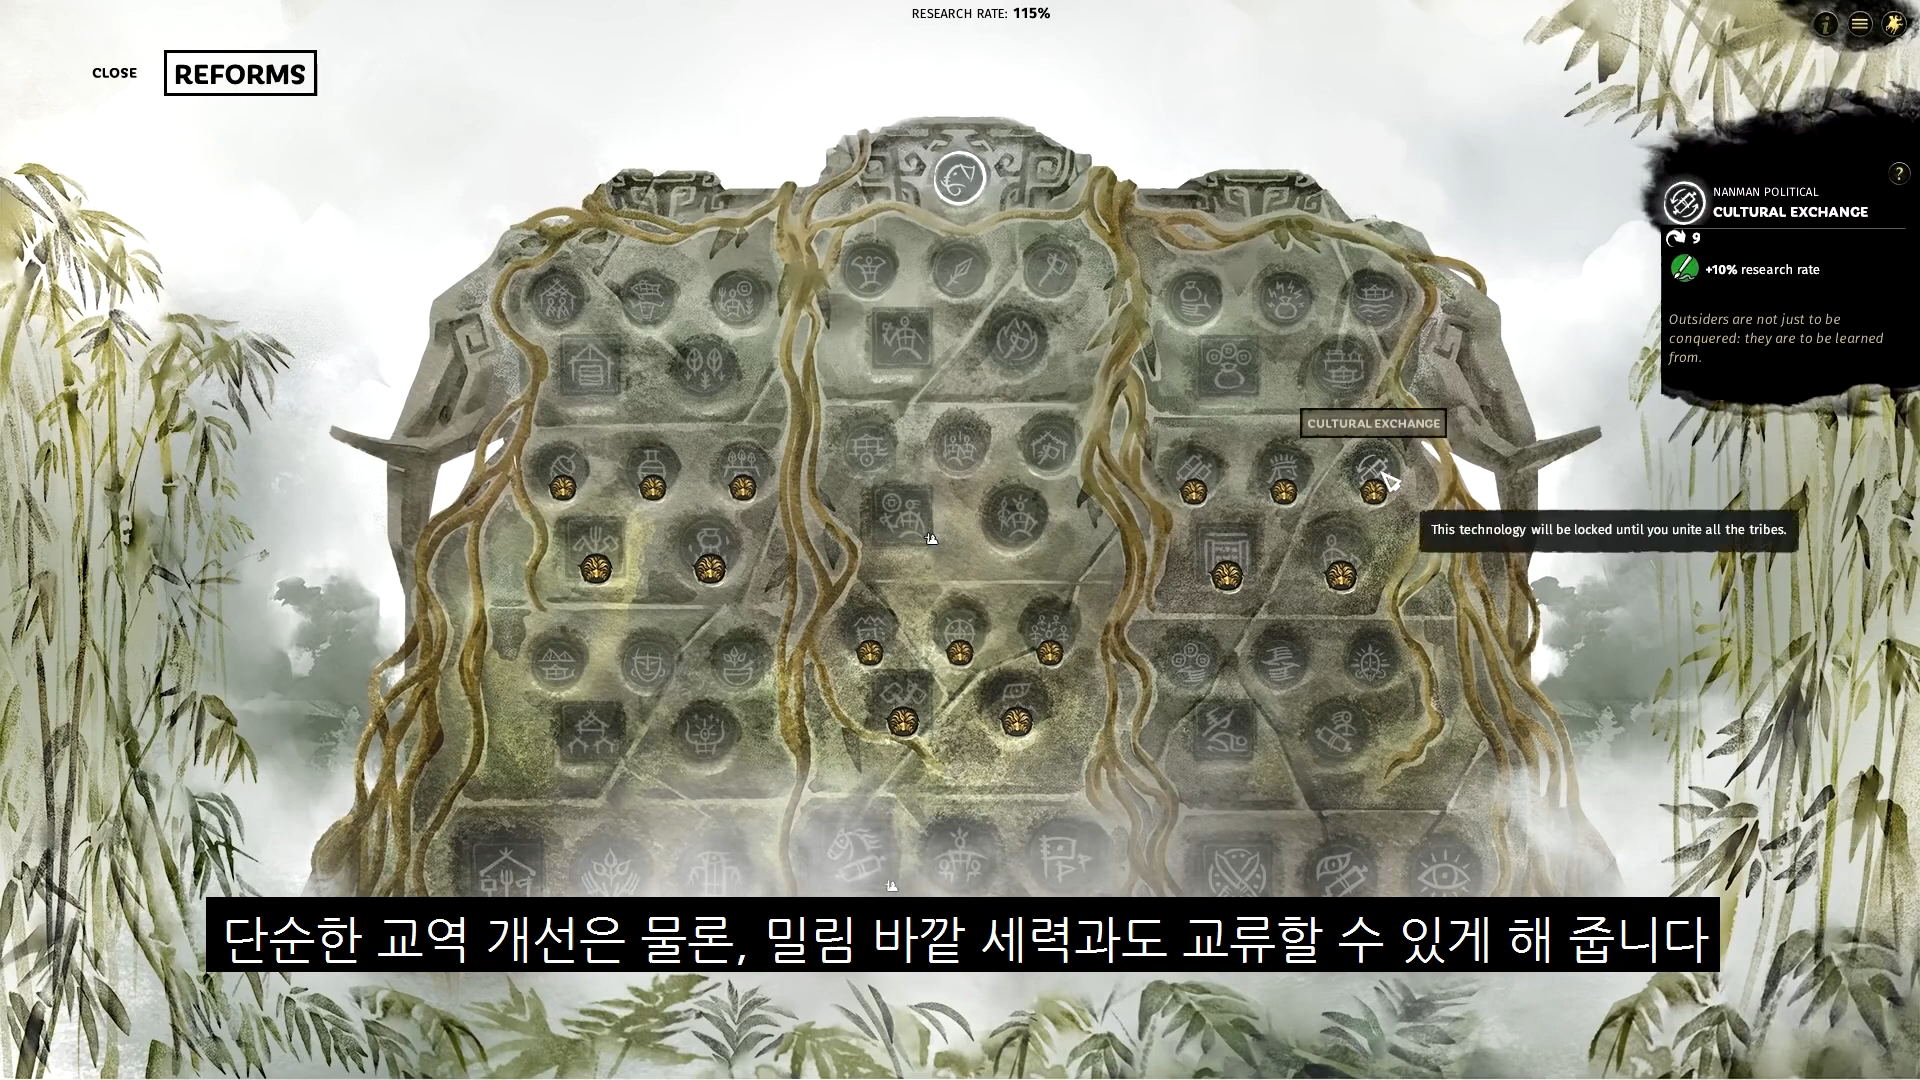 RESEARCH RATE: 115%
CLOSE
REFORMS
?
NANMAN POLITICAL
CULTURAL EXCHANGE
9
+10% research rate
Outsiders are not just to be
conquered: they are to be learned
from.
CULTURAL EXCHANGE
This technology will be locked until you unite all the tribes.
단순한 교역 개선은 물론, 밀림 바깥 세력과도 교류할 수 있게 해 줍니다